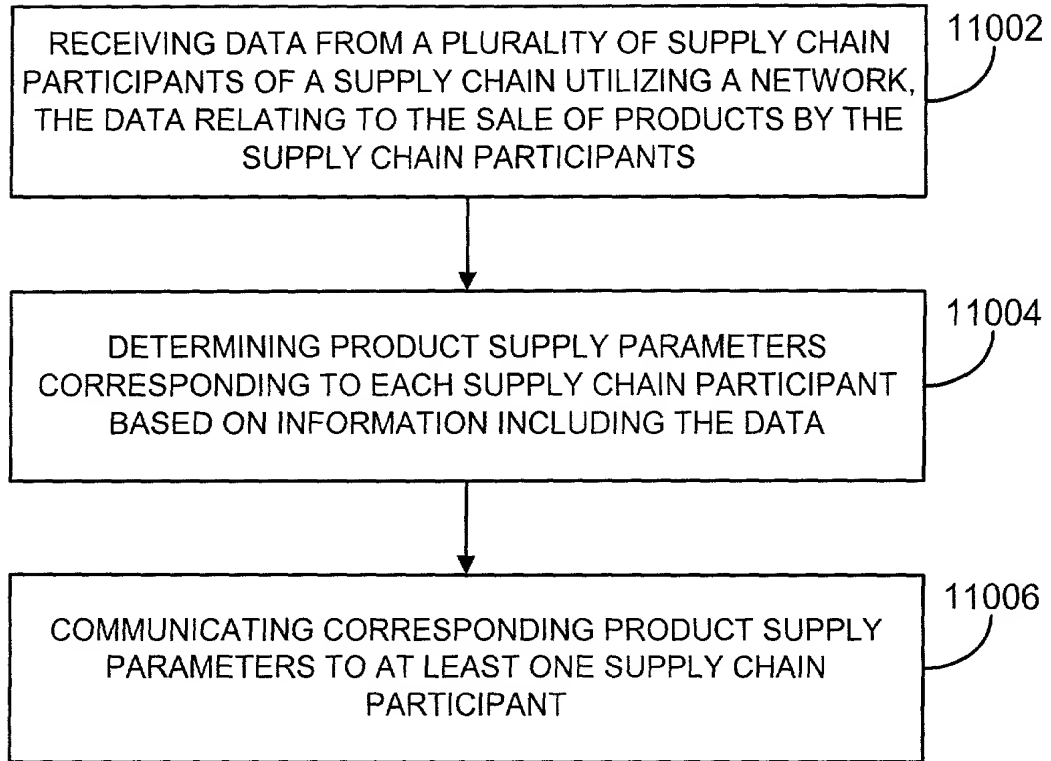 RECEIVING DATA FROM A PLURALITY OF SUPPLY CHAIN
PARTICIPANTS OF A SUPPLY CHAIN UTILIZING A NETWORK,
THE DATA RELATING TO THE SALE OF PRODUCTS BY THE
SUPPLY CHAIN PARTICIPANTS
11002
DETERMINING PRODUCT SUPPLY PARAMETERS
CORRESPONDING TO EACH SUPPLY CHAIN PARTICIPANT
BASED ON INFORMATION INCLUDING THE DATA
11004
COMMUNICATING CORRESPONDING PRODUCT SUPPLY
PARAMETERS TO AT LEAST ONE SUPPLY CHAIN
PARTICIPANT
11006